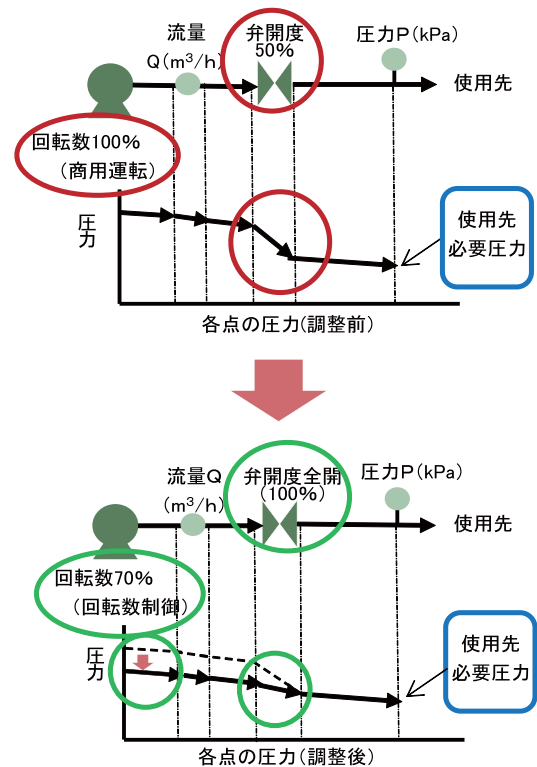 流量
Q(m³/h)
弁開度
50%
圧力P(kPa)
使用先
回転数100%
(商用運転)
圧力
使用先
必要圧力
各点の圧力(調整前)
流量Q
(m³/h)
弁開度全開
(100%)
圧力P(kPa)
使用先
回転数70%
(回転数制御)
圧力
使用先
必要圧力
各点の圧力(調整後)